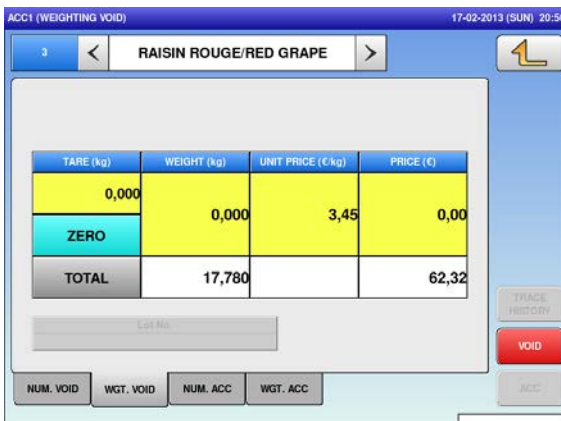 ACC1 (WEIGHTING VOID) 17-02-2013 (SUN) 20:50
3 < RAISIN ROUGE/RED GRAPE >
TARE (kg) WEIGHT (kg) UNIT PRICE (€/kg) PRICE (€)
0,000 0,000 3,45 0,00
ZERO
TOTAL 17,780 62,32
TRACE
HISTORY
Lot No.
VOID
NUM. VOID WGT. VOID NUM. ACC WGT. ACC ACC